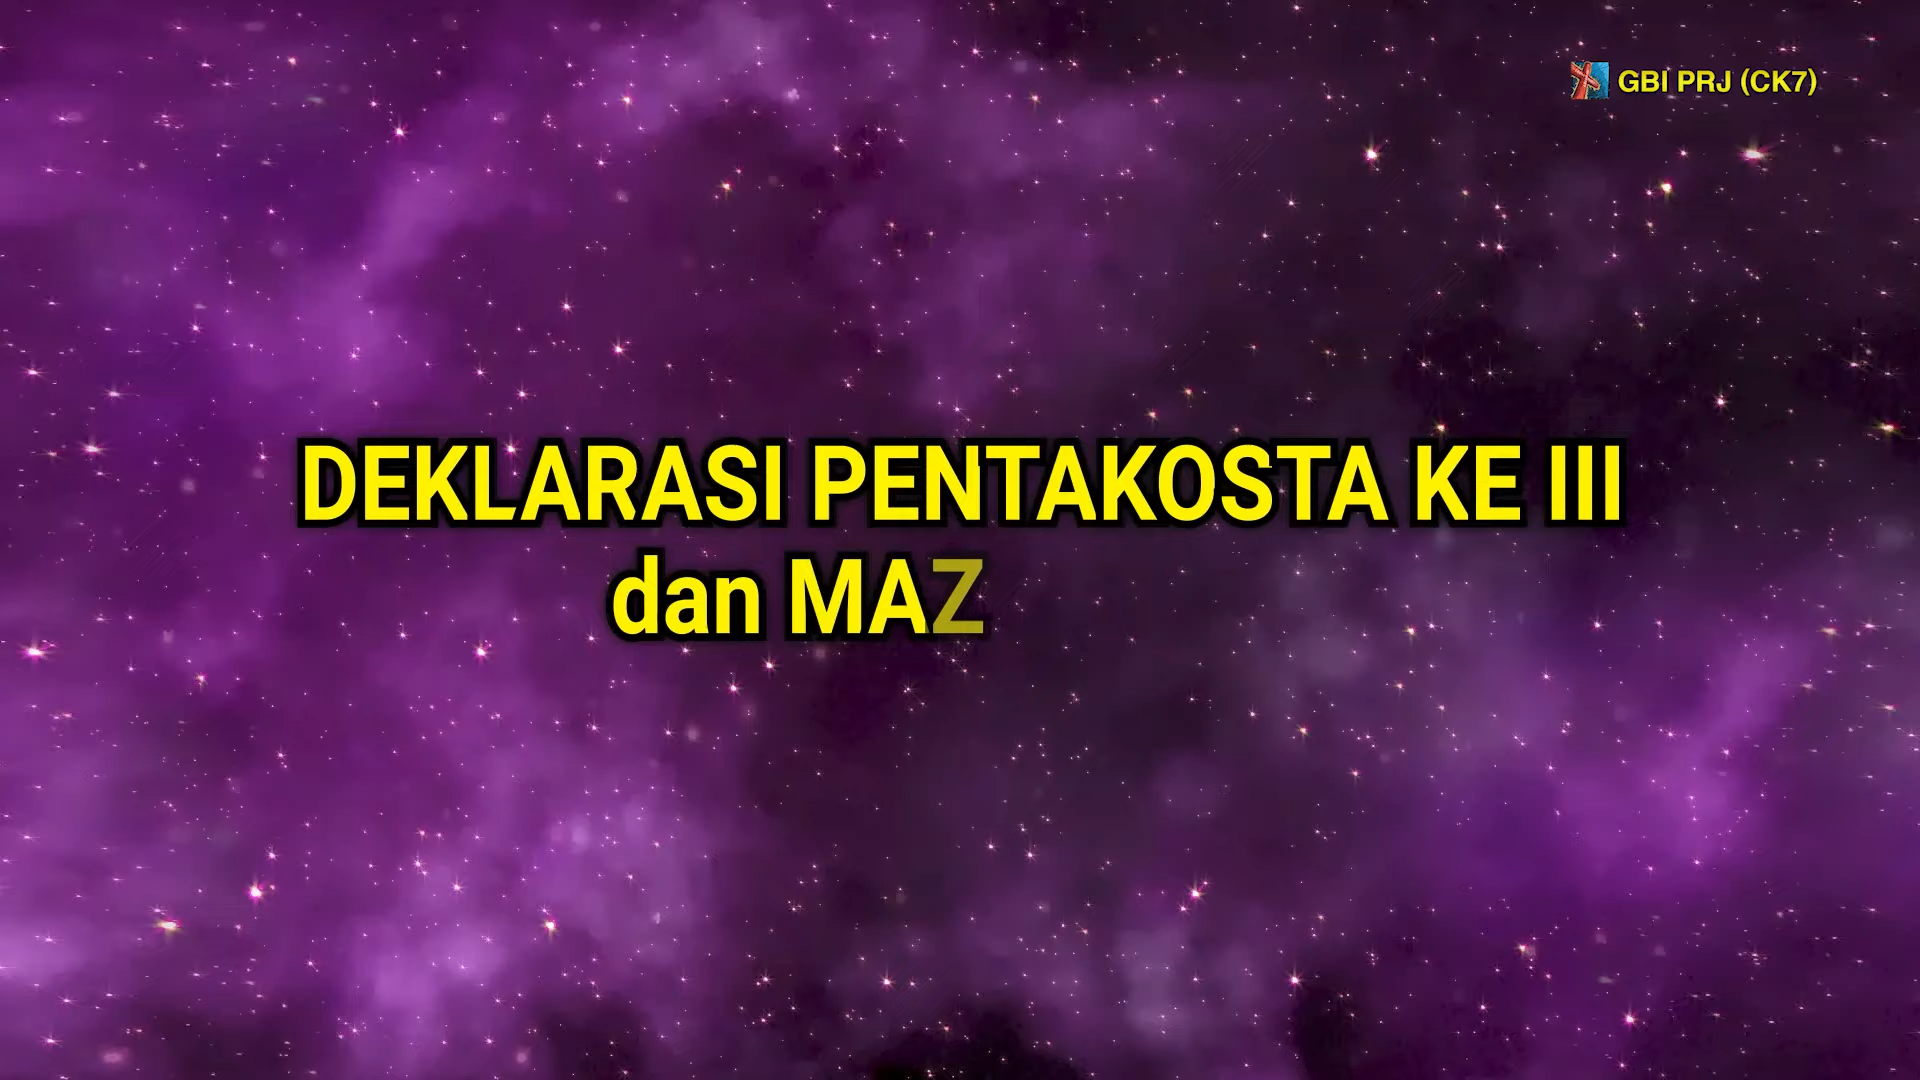 GBI PRJ (CK7)
DEKLARASI PENTAKOSTA KE III
dan MAZ